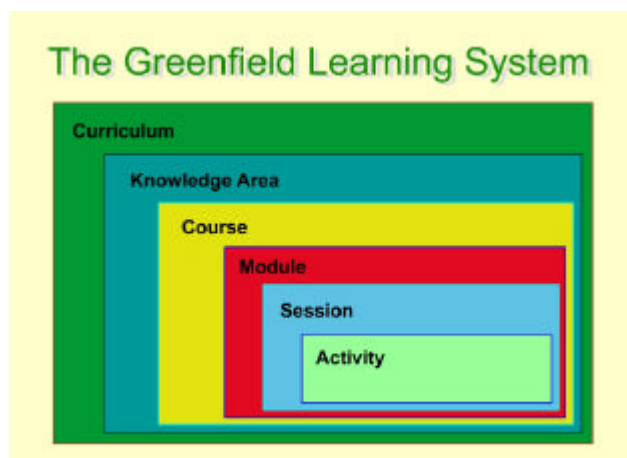 The Greenfield Learning System
Curriculum
Knowledge Area
Course
Module
Session
Activity